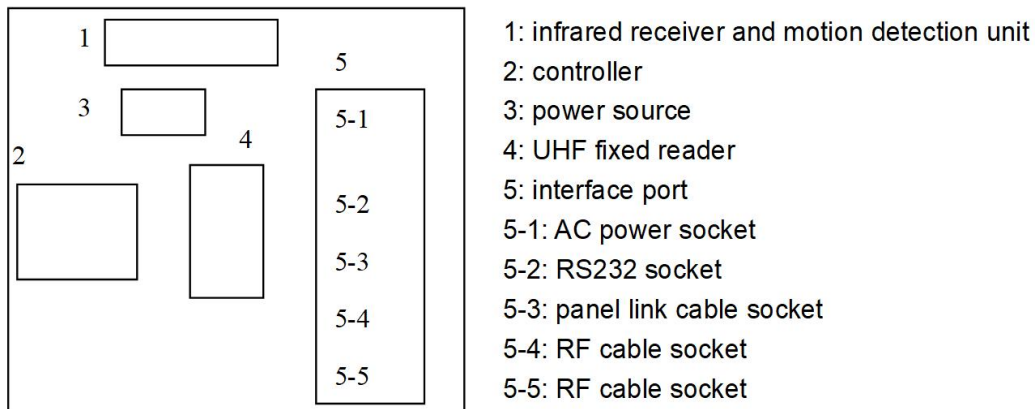 1
5
3
5-1
4
2
5-2
5-3
5-4
5-5
1: infrared receiver and motion detection unit
2: controller
3: power source
4: UHF fixed reader
5: interface port
5-1: AC power socket
5-2: RS232 socket
5-3: panel link cable socket
5-4: RF cable socket
5-5: RF cable socket